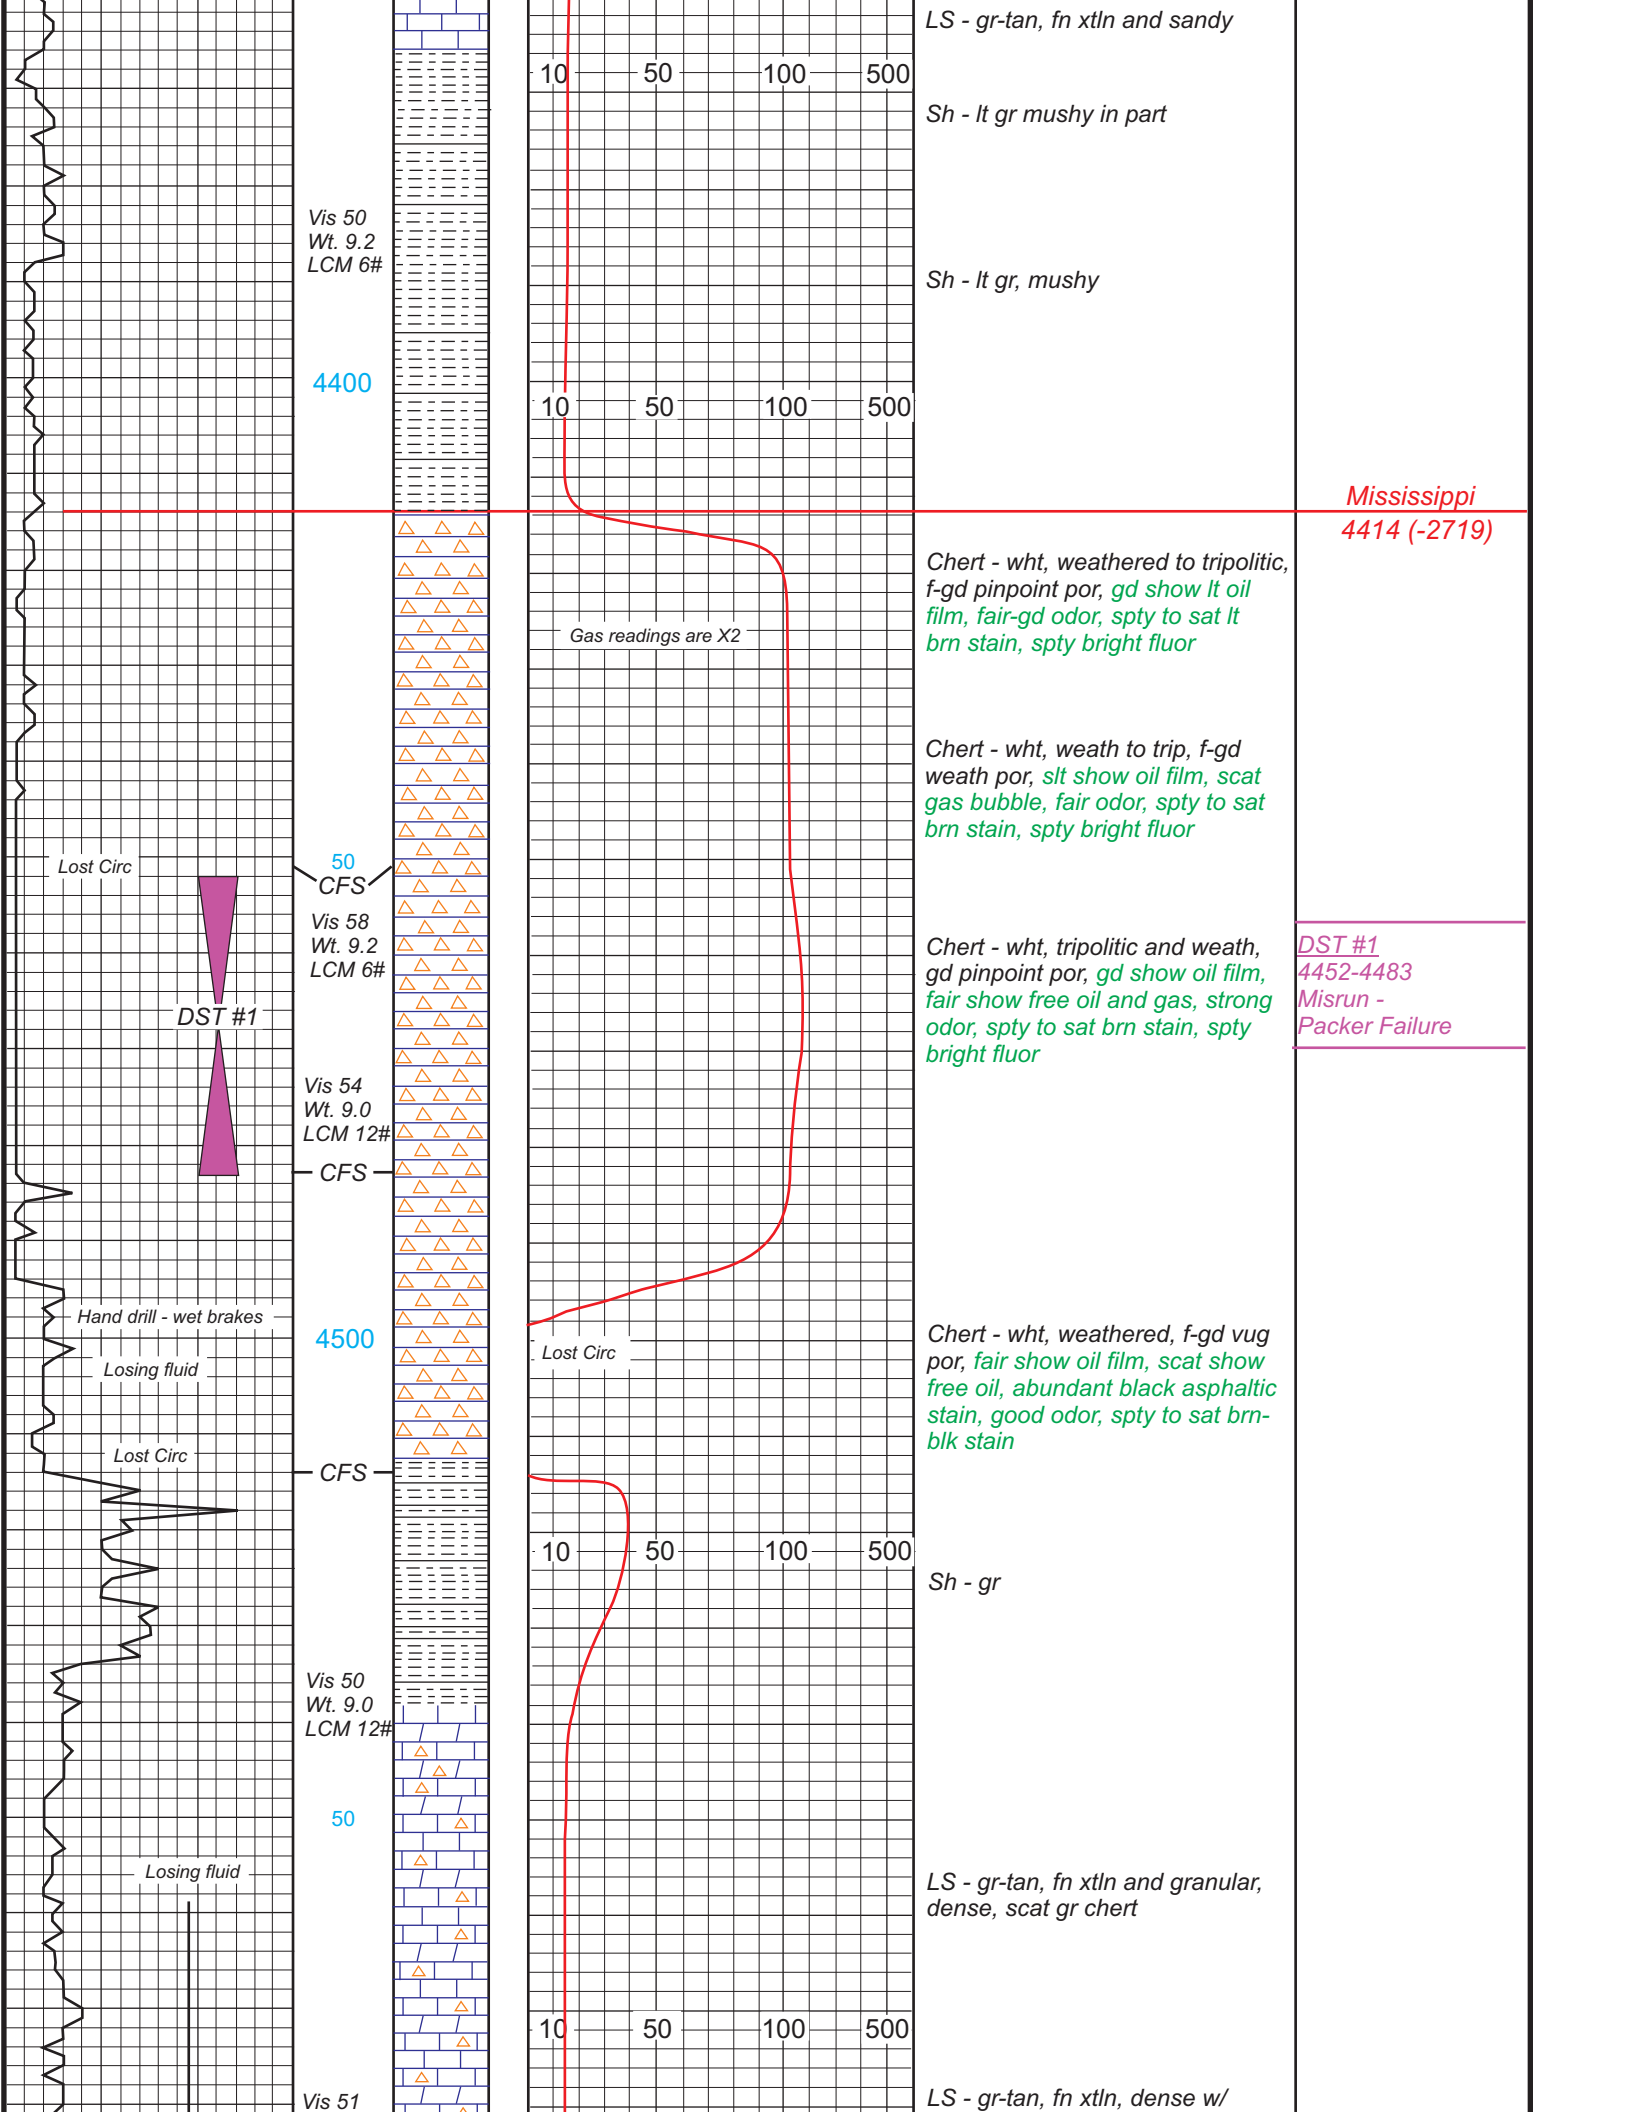 LS - gr-tan, fn xtln and sandy
10 50 100 500
Sh - lt gr mushy in part
Vis 50
Wt. 9.2
LCM 6#
Sh - lt gr, mushy
4400
10 50 100 500
Mississippi
4414 (-2719)
Chert - wht, weathered to tripolitic,
f-gd pinpoint por, gd show lt oil
film, fair-gd odor, spty to sat lt
brn stain, spty bright fluor
Gas readings are X2
Chert - wht, weath to trip, f-gd
weath por, slt show oil film, scat
gas bubble, fair odor, spty to sat
brn stain, spty bright fluor
Lost Circ
50
CFS
Vis 58
Wt. 9.2
LCM 6#
DST #1
Chert - wht, tripolitic and weath,
gd pinpoint por, gd show oil film,
fair show free oil and gas, strong
odor, spty to sat brn stain, spty
bright fluor
DST #1
4452-4483
Misrun -
Packer Failure
Vis 54
Wt. 9.0
LCM 12#
CFS
Hand drill - wet brakes
4500
Lost Circ
Losing fluid
Chert - wht, weathered, f-gd vug
por, fair show oil film, scat show
free oil, abundant black asphaltic
stain, good odor, spty to sat brn-
blk stain
Lost Circ
CFS
10 50 100 500
Sh - gr
Vis 50
Wt. 9.0
LCM 12#
50
Losing fluid
LS - gr-tan, fn xtln and granular,
dense, scat gr chert
10 50 100 500
Vis 51
LS - gr-tan, fn xtln, dense w/